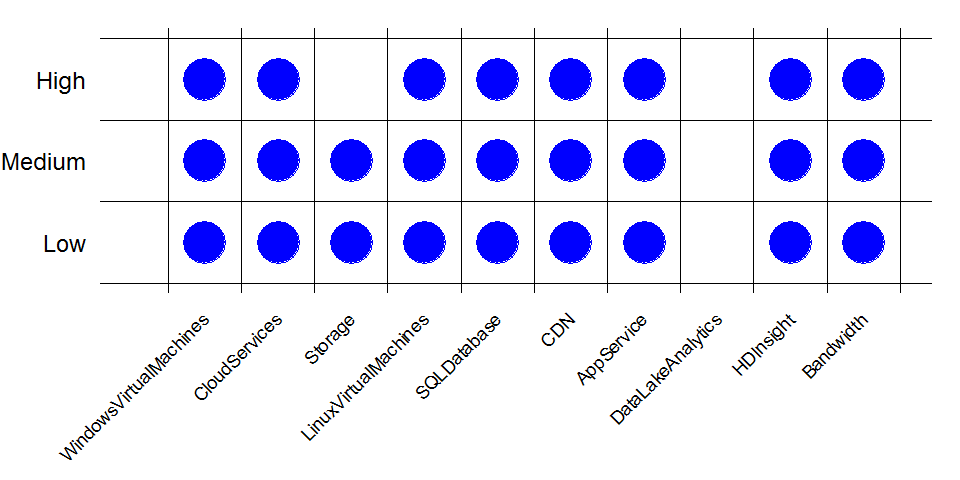 High
Medium
Low
WindowsVirtualMachines
CloudServices
Storage
LinuxVirtualMachines
SQLDatabase
CDN
AppService
DataLakeAnalytics
HDInsight
Bandwidth